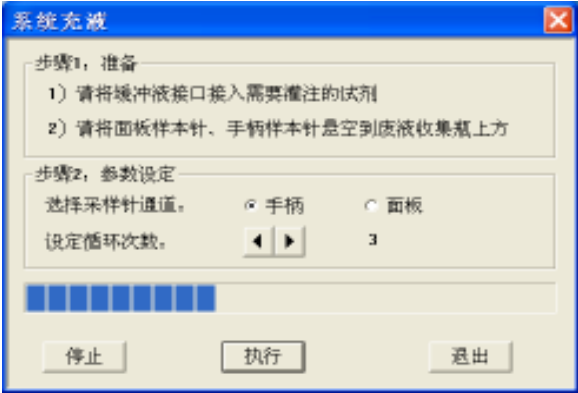 系统充液
步骤1，准备
1）请将缓冲液接口接入需要灌注的试剂
2）请将面板样本针、手柄样本针悬空到废液收集瓶上方
步骤2，参数设定
选择采样针通道。 手柄 面板
设定循环次数。 3
停止 执行 退出